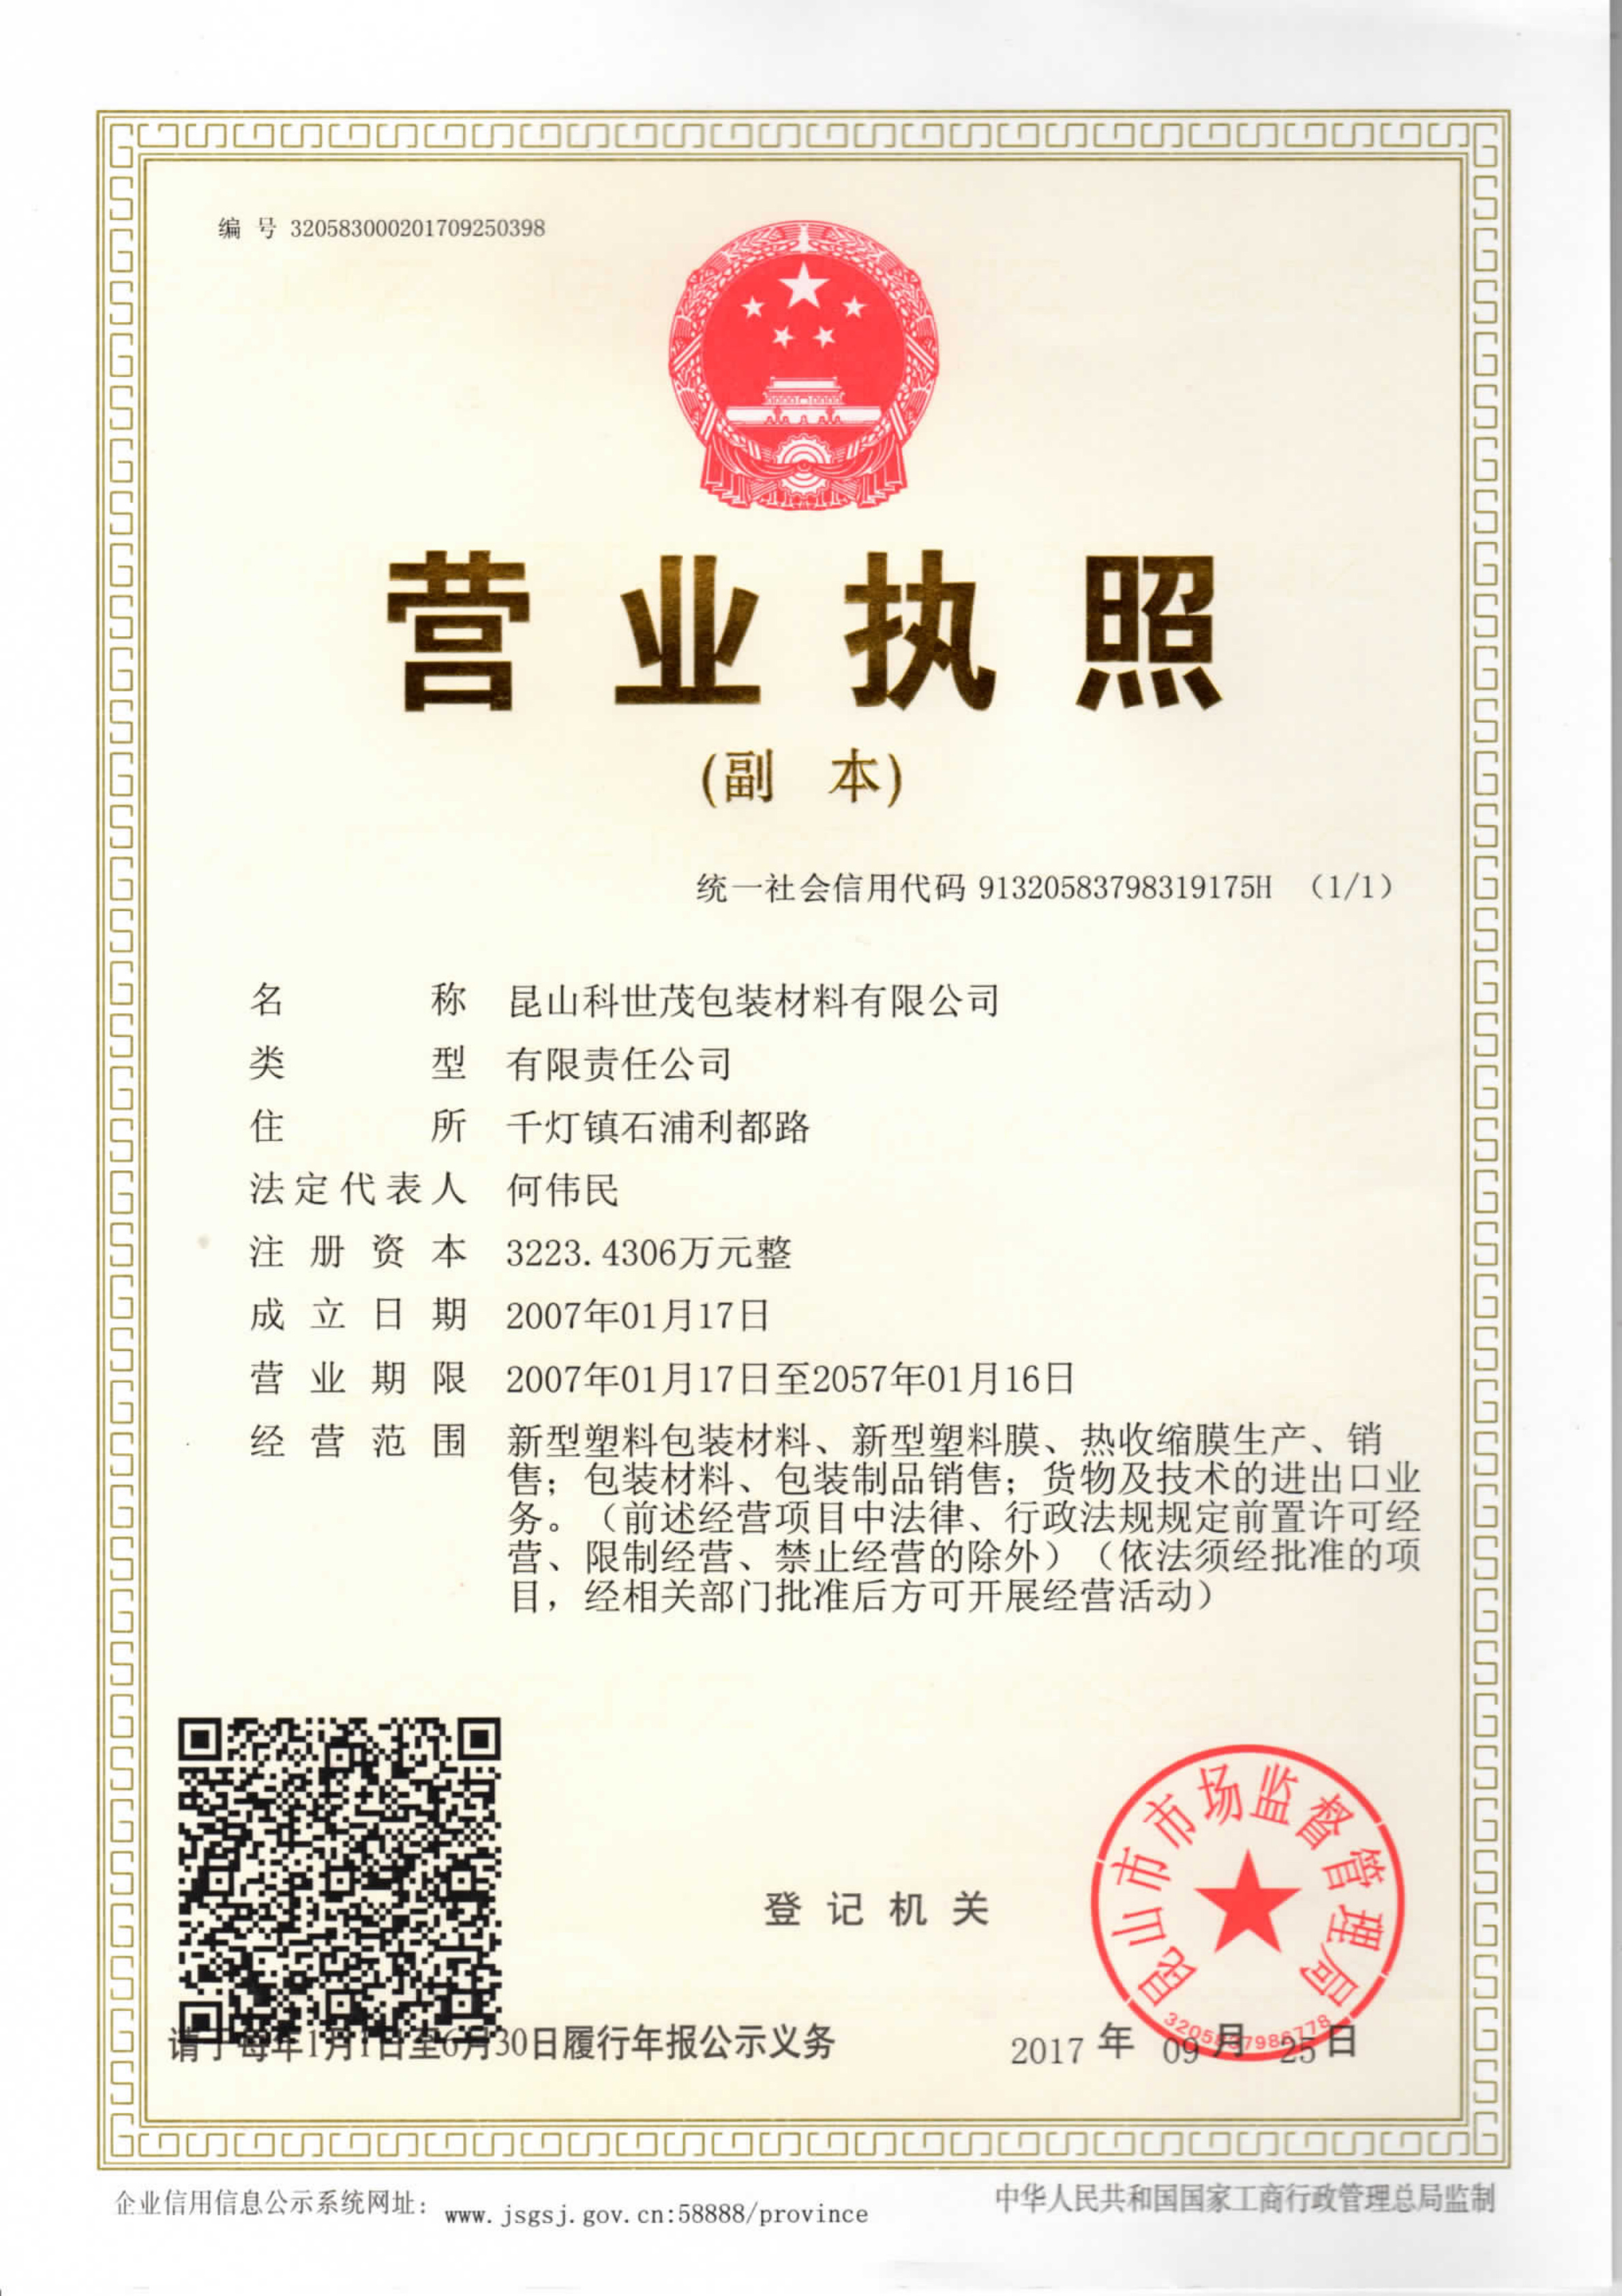 编 号 320583000201709250398
营业执照
(副 本)
统一社会信用代码 91320583798319175H （1/1）
名 称 昆山科世茂包装材料有限公司
类 型 有限责任公司
住 所 千灯镇石浦利都路
法定代表人 何伟民
注册资本 3223.4306万元整
成立日期 2007年01月17日
营业期限 2007年01月17日至2057年01月16日
经营范围 新型塑料包装材料、新型塑料膜、热收缩膜生产、销
售；包装材料、包装制品销售；货物及技术的进出口业
务。（前述经营项目中法律、行政法规规定前置许可经
营、限制经营、禁止经营的除外）（依法须经批准的项
目，经相关部门批准后方可开展经营活动）
登记机关
昆山市市场监督管理局
3205837986778
请于每年1月1日至6月30日履行年报公示义务
2017 年 09 月 25 日
企业信用信息公示系统网址：www.jsgsj.gov.cn:58888/province
中华人民共和国国家工商行政管理总局监制